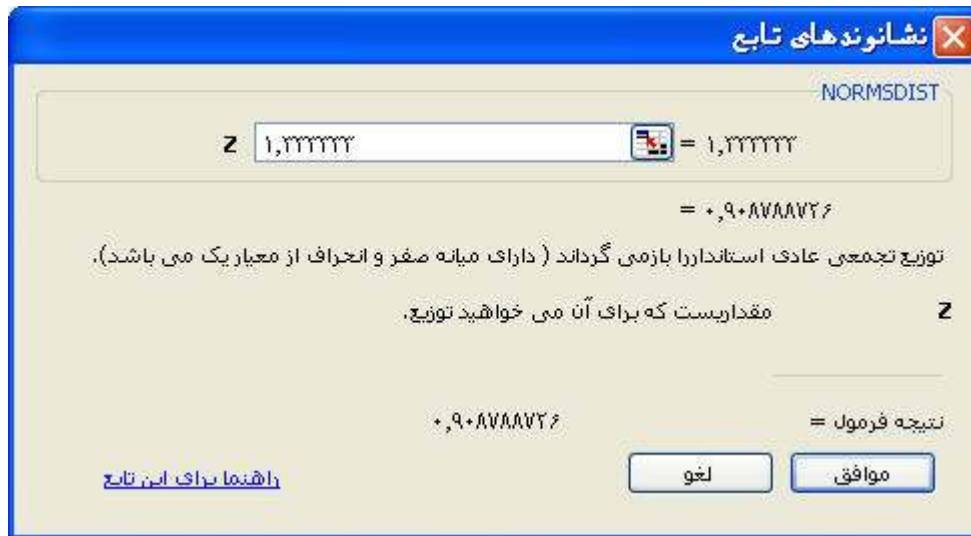 نشانوندهای تابع
NORMSDIST
Z ۱,۳۳۳۳۳۳ = ۱,۳۳۳۳۳۳
= ۰,۹۰۸۷۸۸۷۲۶ =
توزیع تجمعی عادی استانداررا بازمی گرداند ( دارای میانه صفر و انحراف از معیار یک می باشد).
Z مقداریست که برای آن می خواهید توزیع.
نتیجه فرمول = ۰,۹۰۸۷۸۸۷۲۶
موافق لغو راهنما برای این تابع